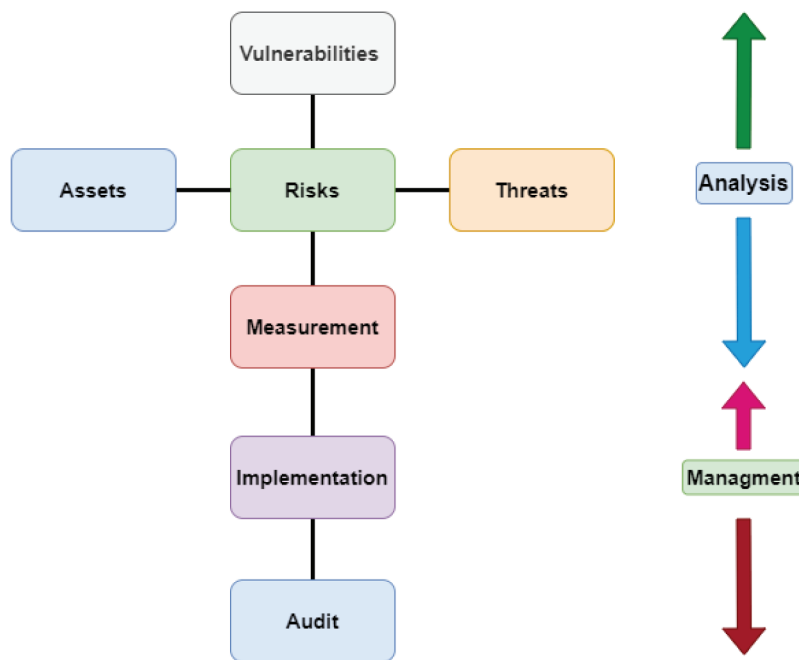 Vulnerabilities
Assets
Risks
Threats
Analysis
Measurement
Implementation
Managment
Audit